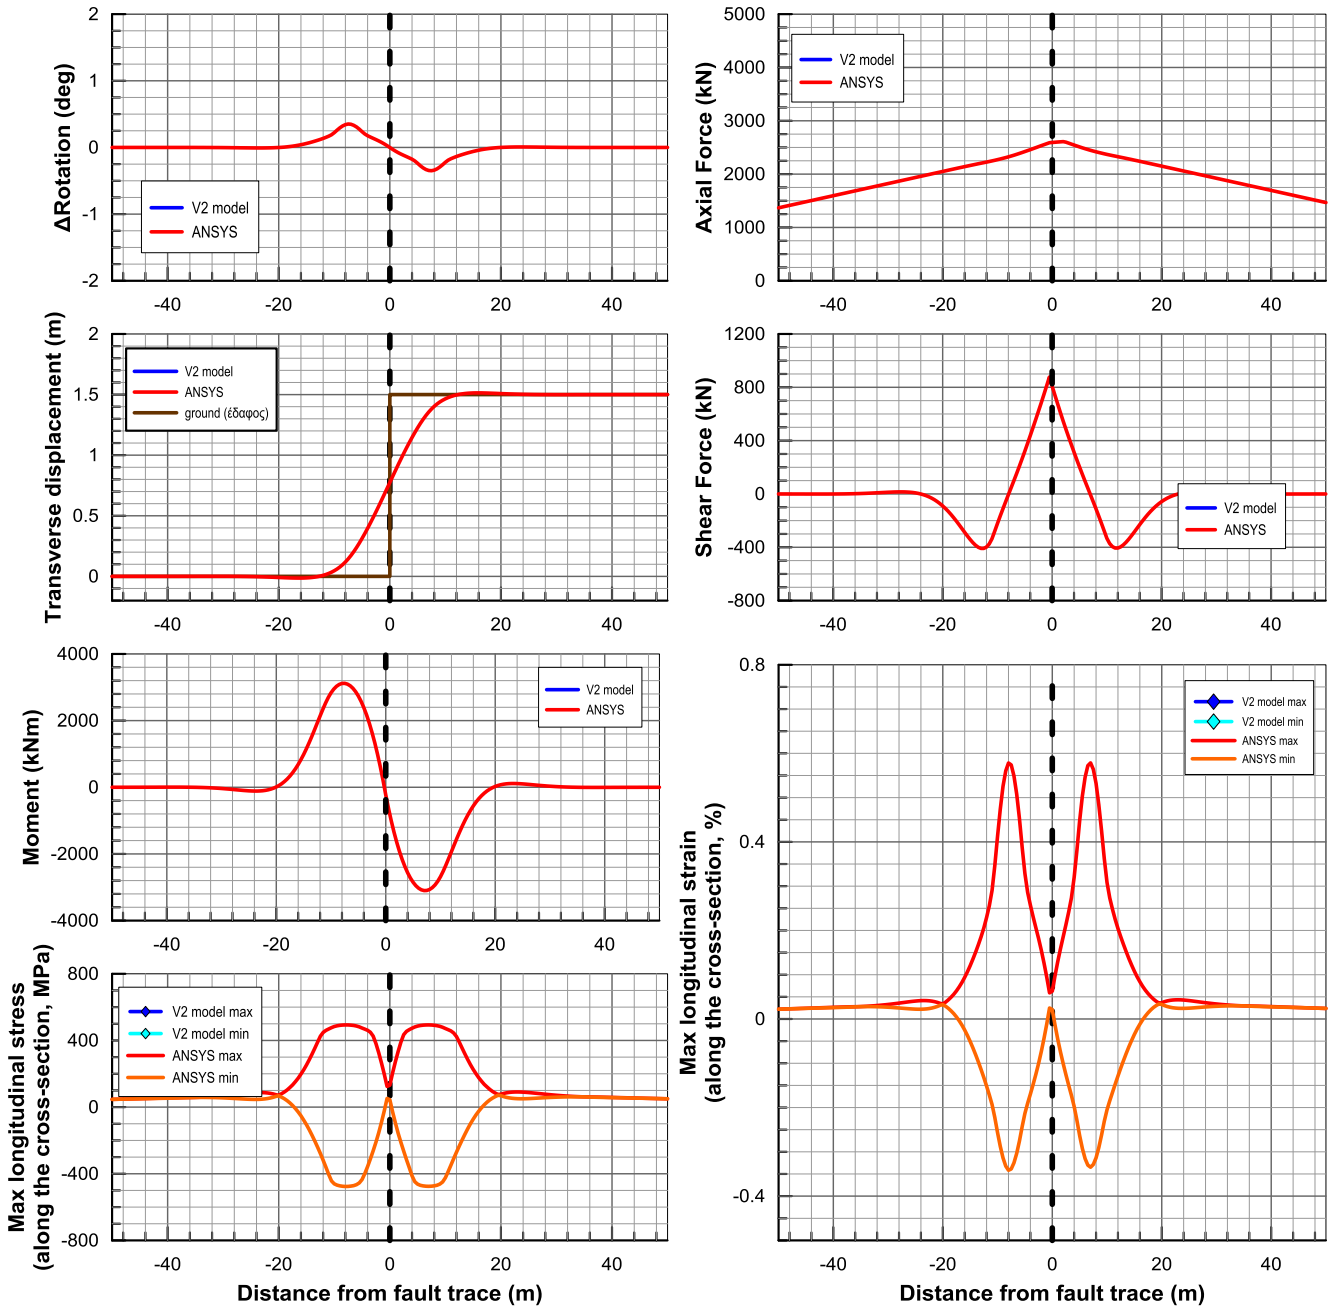 ΔRotation (deg)
2
1
0
-1
-2
V2 model
ANSYS
-40 -20 0 20 40
Axial Force (kN)
5000
4000
3000
2000
1000
0
V2 model
ANSYS
-40 -20 0 20 40
Transverse displacement (m)
2
1.5
1
0.5
0
V2 model
ANSYS
ground (έδαφος)
-40 -20 0 20 40
Shear Force (kN)
1200
800
400
0
-400
-800
V2 model
ANSYS
-40 -20 0 20 40
Moment (kNm)
4000
2000
0
-2000
-4000
V2 model
ANSYS
-40 -20 0 20 40
Max longitudinal stress
(along the cross-section, MPa)
800
400
0
-400
-800
V2 model max
V2 model min
ANSYS max
ANSYS min
-40 -20 0 20 40
Distance from fault trace (m)
Max longitudinal strain
(along the cross-section, %)
0.8
0.4
0
-0.4
V2 model max
V2 model min
ANSYS max
ANSYS min
-40 -20 0 20 40
Distance from fault trace (m)